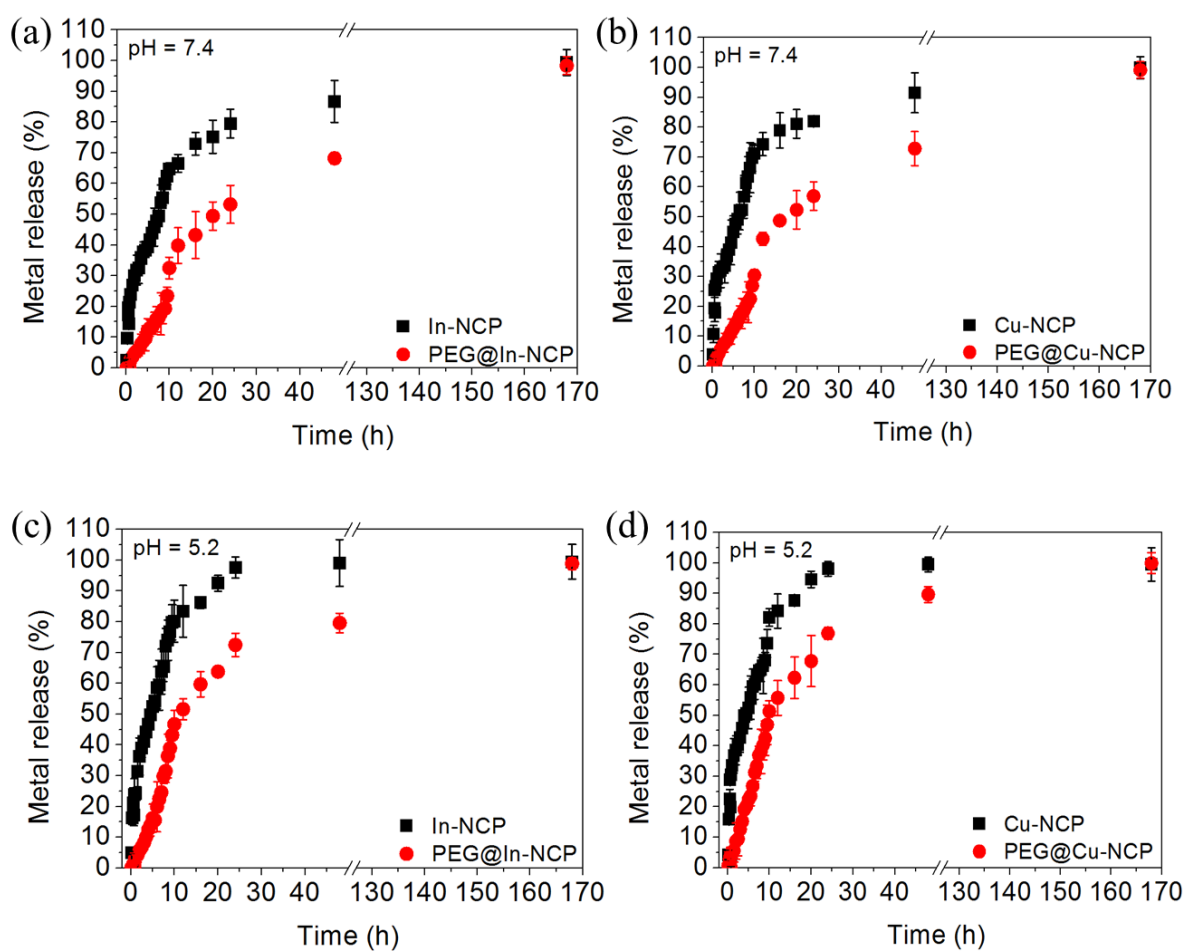 (a)
pH = 7.4
Metal release (%)
110
100
90
80
70
60
50
40
30
20
10
0
In-NCP
PEG@In-NCP
0 10 20 30 40 130 140 150 160 170
Time (h)
(b)
pH = 7.4
Metal release (%)
110
100
90
80
70
60
50
40
30
20
10
0
Cu-NCP
PEG@Cu-NCP
0 10 20 30 40 130 140 150 160 170
Time (h)
(c)
pH = 5.2
Metal release (%)
110
100
90
80
70
60
50
40
30
20
10
0
In-NCP
PEG@In-NCP
0 10 20 30 40 130 140 150 160 170
Time (h)
(d)
pH = 5.2
Metal release (%)
110
100
90
80
70
60
50
40
30
20
10
0
Cu-NCP
PEG@Cu-NCP
0 10 20 30 40 130 140 150 160 170
Time (h)